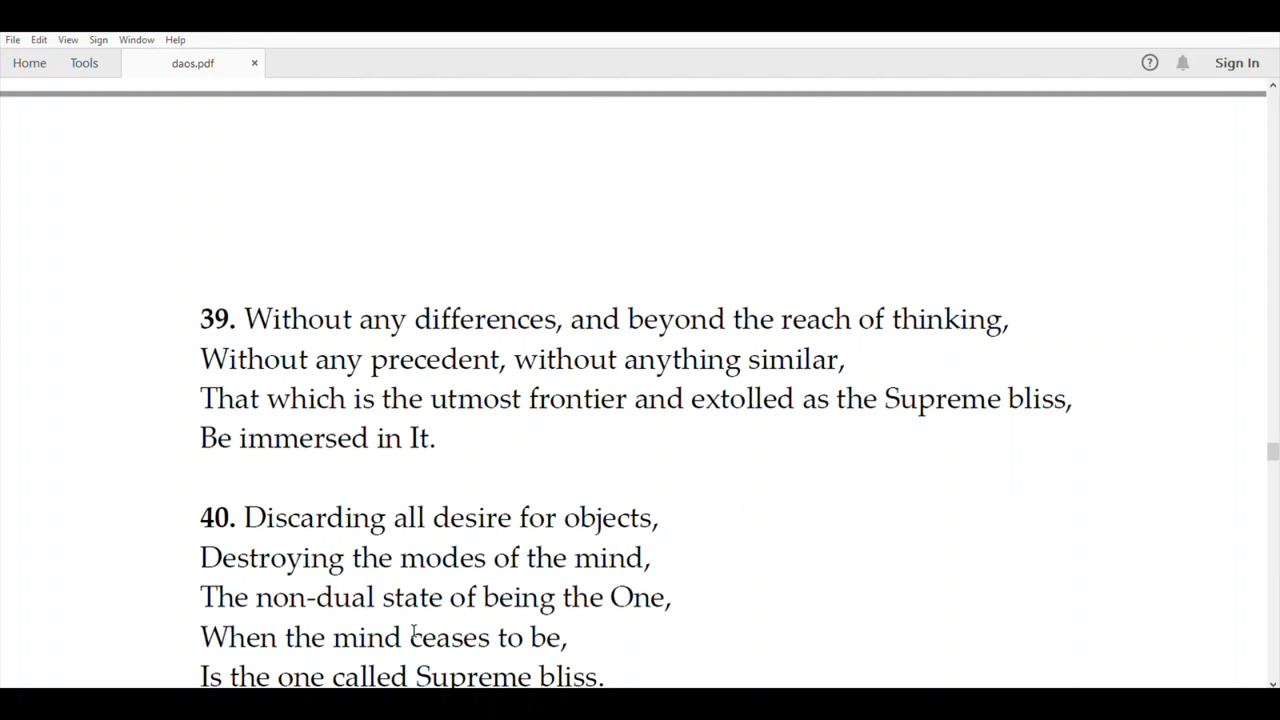 File Edit View Sign Window Help
Home Tools daos.pdf × ? Sign In
39. Without any differences, and beyond the reach of thinking,
Without any precedent, without anything similar,
That which is the utmost frontier and extolled as the Supreme bliss,
Be immersed in It.
40. Discarding all desire for objects,
Destroying the modes of the mind,
The non-dual state of being the One,
When the mind ceases to be,
Is the one called Supreme bliss.